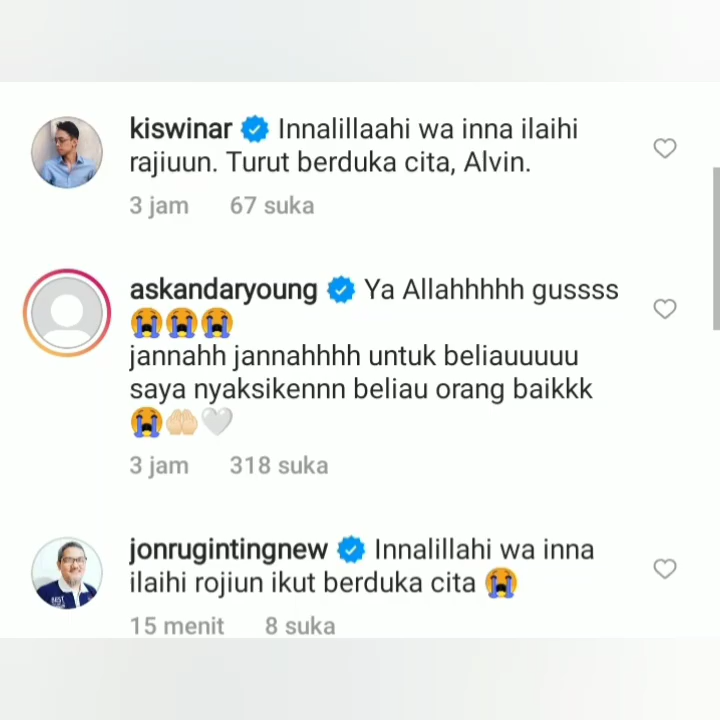 kiswinar Innalillaahi wa inna ilaihi
rajiuun. Turut berduka cita, Alvin.
3 jam 67 suka
askandaryoung Ya Allahhhhh gussss
😭😭😭
jannahh jannahhhh untuk beliauuuuu
saya nyaksikennn beliau orang baikkk
😭🤲🏻🤍
3 jam 318 suka
jonrugintingnew Innalillahi wa inna
ilaihi rojiun ikut berduka cita 😭
15 menit 8 suka